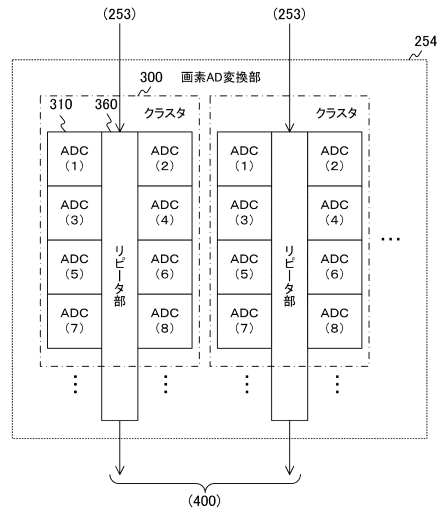 (253) (253)
254
300 画素AD変換部
310 360 クラスタ クラスタ
ADC (1) ADC (2) ADC (1) ADC (2)
ADC (3) ADC (4) ADC (3) ADC (4)
リピータ部 リピータ部
ADC (5) ADC (6) ADC (5) ADC (6)
ADC (7) ADC (8) ADC (7) ADC (8)
(400)